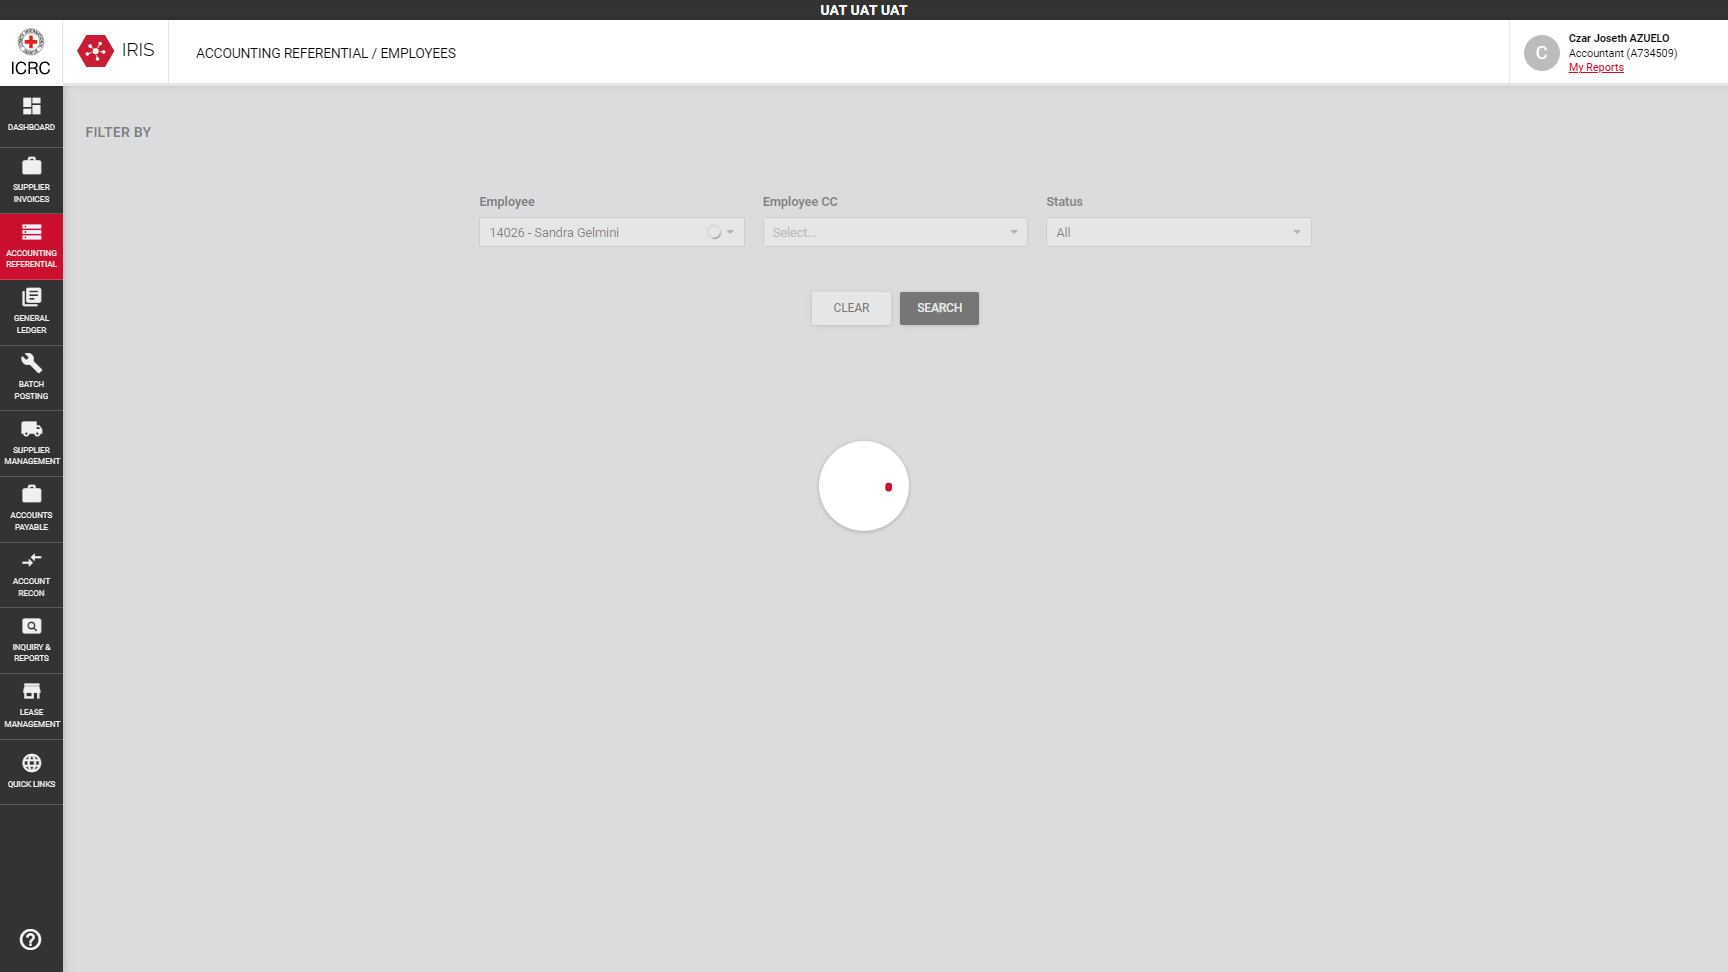 UAT UAT UAT
ICRC
IRIS
ACCOUNTING REFERENTIAL / EMPLOYEES
C
Czar Joseth AZUELO
Accountant (A734509)
My Reports
DASHBOARD
SUPPLIER
INVOICES
ACCOUNTING
REFERENTIAL
GENERAL
LEDGER
BATCH
POSTING
SUPPLIER
MANAGEMENT
ACCOUNTS
PAYABLE
ACCOUNT
RECON
INQUIRY &
REPORTS
LEASE
MANAGEMENT
QUICK LINKS
FILTER BY
Employee
14026 - Sandra Gelmini
Employee CC
Select...
Status
All
CLEAR
SEARCH